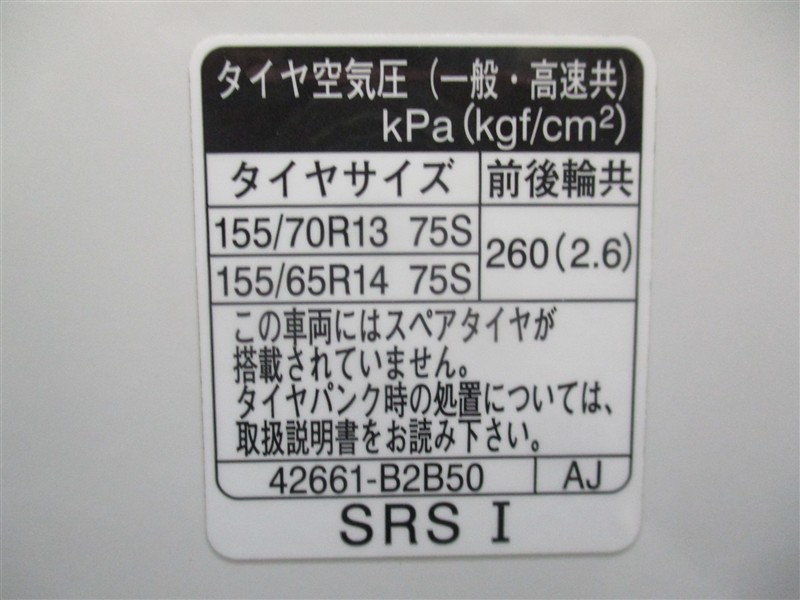 タイヤ空気圧（一般・高速共）
kPa(kgf/cm²)
タイヤサイズ 前後輪共
155/70R13 75S
260(2.6)
155/65R14 75S
この車両にはスペアタイヤが
搭載されていません。
タイヤパンク時の処置については、
取扱説明書をお読み下さい。
42661-B2B50 AJ
SRS I